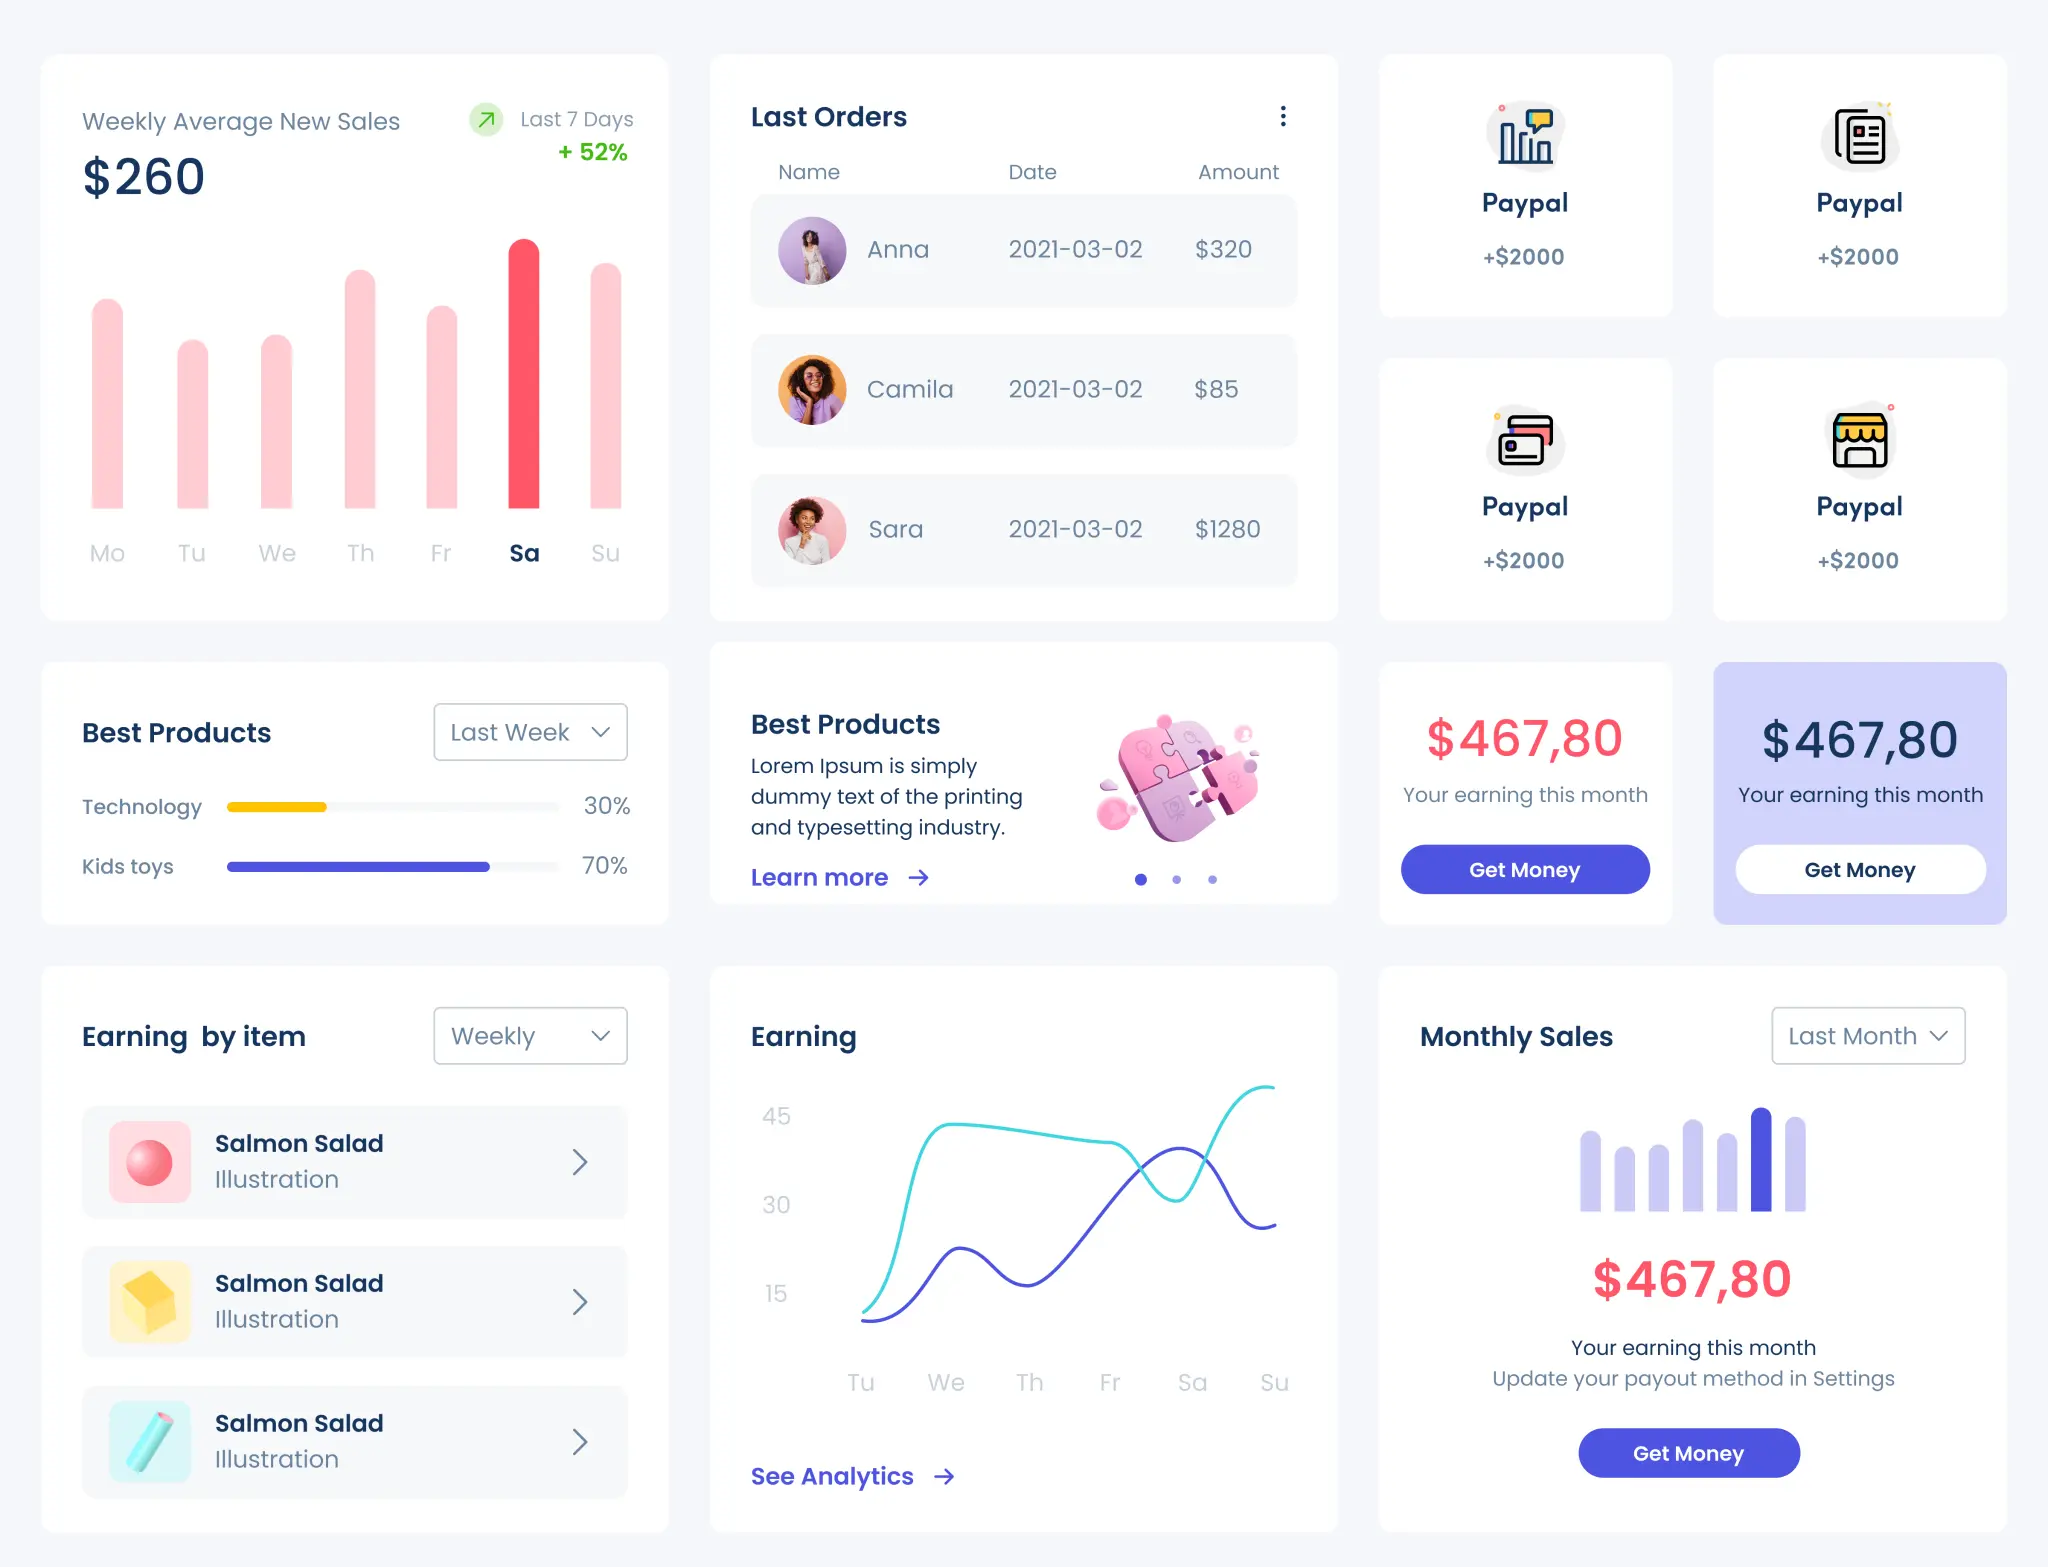 Weekly Average New Sales
$260
Last 7 Days
+ 52%
Mo Tu We Th Fr Sa Su
Last Orders
Name Date Amount
Anna 2021-03-02 $320
Camila 2021-03-02 $85
Sara 2021-03-02 $1280
Paypal
+$2000
Paypal
+$2000
Paypal
+$2000
Paypal
+$2000
Best Products
Last Week
Technology 30%
Kids toys 70%
Best Products
Lorem Ipsum is simply
dummy text of the printing
and typesetting industry.
Learn more
$467,80
Your earning this month
Get Money
$467,80
Your earning this month
Get Money
Earning by item
Weekly
Salmon Salad
Illustration
Salmon Salad
Illustration
Salmon Salad
Illustration
Earning
45
30
15
Tu We Th Fr Sa Su
See Analytics
Monthly Sales
Last Month
$467,80
Your earning this month
Update your payout method in Settings
Get Money